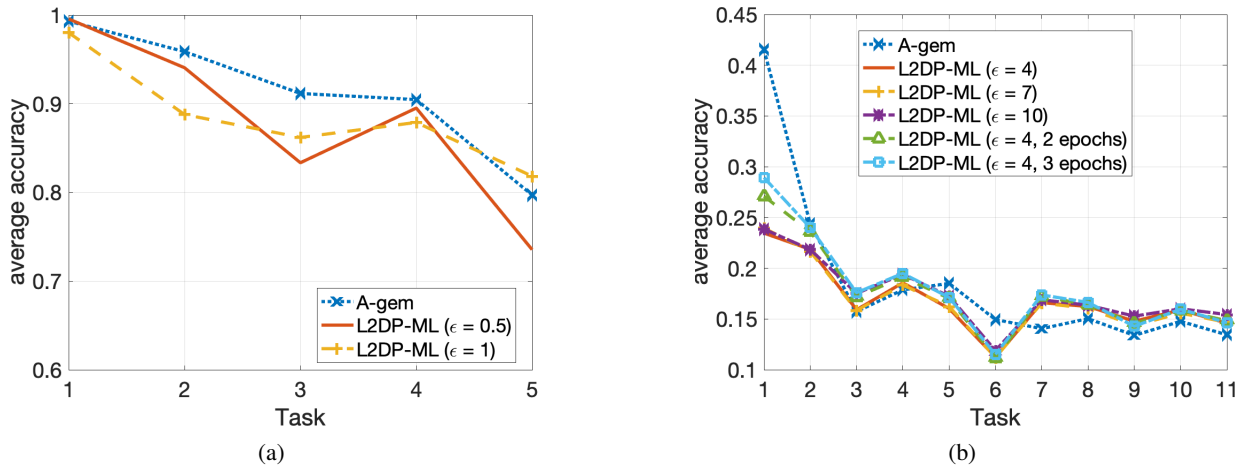 1
0.9
0.8
0.7
0.6
average accuracy
A-gem
L2DP-ML (ϵ = 0.5)
L2DP-ML (ϵ = 1)
1 2 3 4 5
Task
(a)
0.45
0.4
0.35
0.3
0.25
0.2
0.15
0.1
average accuracy
A-gem
L2DP-ML (ϵ = 4)
L2DP-ML (ϵ = 7)
L2DP-ML (ϵ = 10)
L2DP-ML (ϵ = 4, 2 epochs)
L2DP-ML (ϵ = 4, 3 epochs)
1 2 3 4 5 6 7 8 9 10 11
Task
(b)